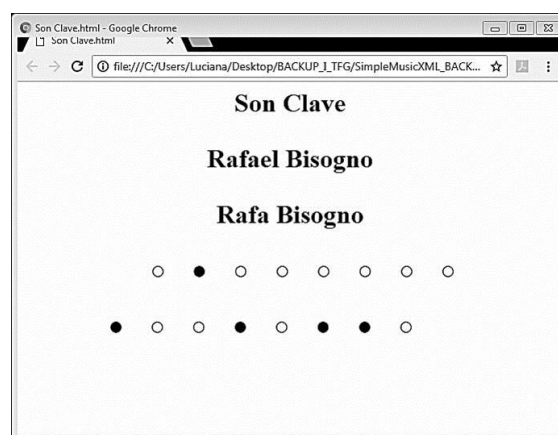 Son Clave.html - Google Chrome
Son Clave.html
file:///C:/Users/Luciana/Desktop/BACKUP_I_TFG/SimpleMusicXML_BACK...
Son Clave
Rafael Bisogno
Rafa Bisogno